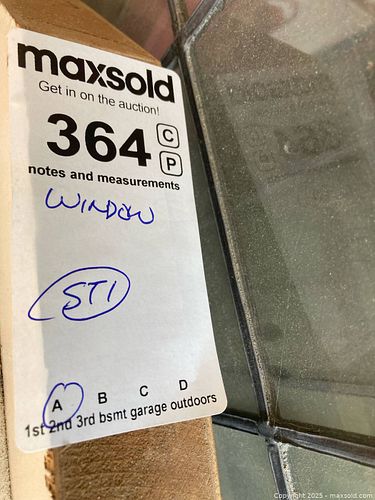 maxsold
Get in on the auction!
364 C
P
notes and measurements
WINDOW
STI
A B C D
1st 2nd 3rd bsmt garage outdoors
Copyright 2025 - maxsold.com